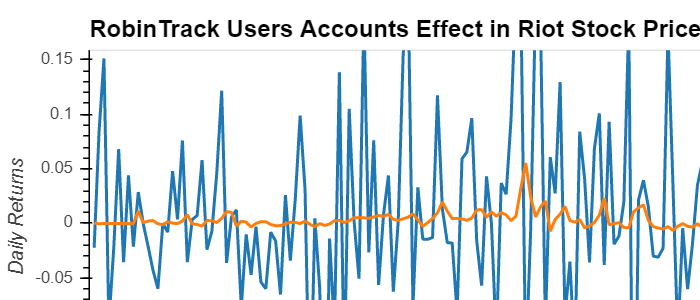 RobinTrack Users Accounts Effect in Riot Stock Price
0.15
0.1
0.05
0
-0.05
Daily Returns